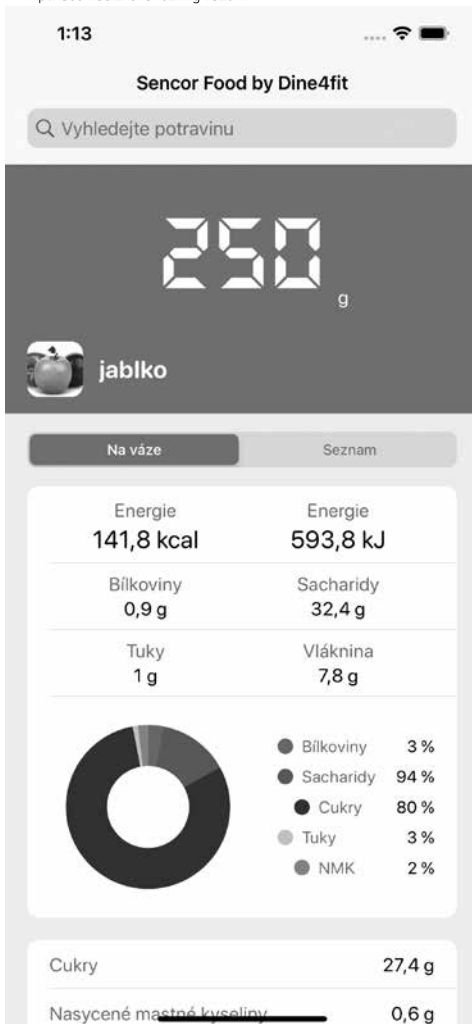 1:13
Sencor Food by Dine4fit
Vyhledejte potravinu
250 g
jablko
Na váze Seznam
Energie Energie
141,8 kcal 593,8 kJ
Bílkoviny Sacharidy
0,9 g 32,4 g
Tuky Vláknina
1 g 7,8 g
Bílkoviny 3 %
Sacharidy 94 %
Cukry 80 %
Tuky 3 %
NMK 2 %
Cukry 27,4 g
Nasycené mastné kyseliny 0,6 g